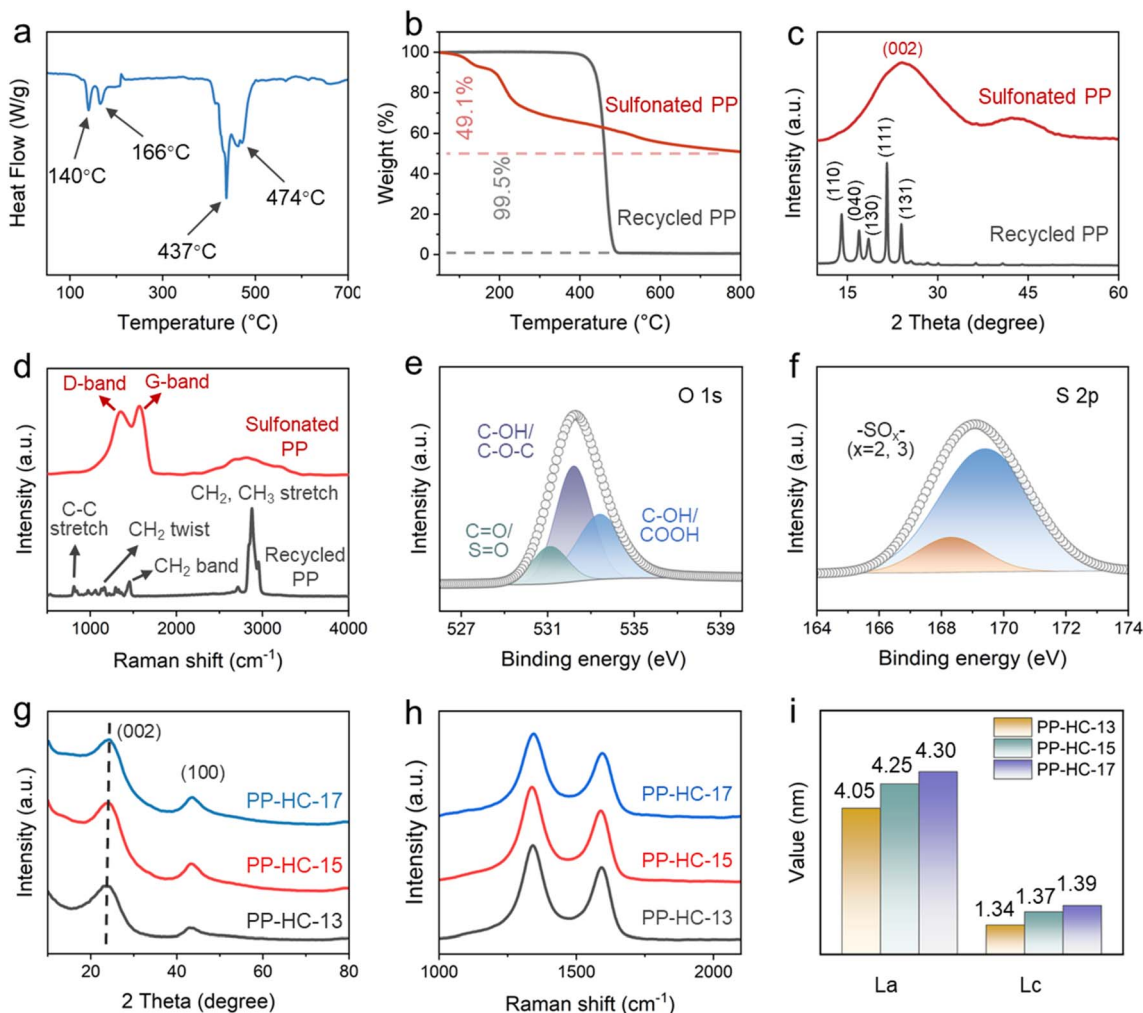 a
Heat Flow (W/g)
140°C
166°C
437°C
474°C
100
300
500
700
Temperature (°C)
b
Weight (%)
100
80
60
40
20
0
49.1%
99.5%
Sulfonated PP
Recycled PP
200
400
600
800
Temperature (°C)
c
Intensity (a.u.)
(002)
Sulfonated PP
(110)
(040)
(130)
(111)
(131)
Recycled PP
15
30
45
60
2 Theta (degree)
d
Intensity (a.u.)
D-band
G-band
Sulfonated
PP
CH₂, CH₃ stretch
C-C
stretch
CH₂ twist
CH₂ band
Recycled
PP
1000
2000
3000
4000
Raman shift (cm⁻¹)
e
Intensity (a.u.)
O 1s
C-OH/
C-O-C
C=O/
S=O
C-OH/
COOH
527
531
535
539
Binding energy (eV)
f
Intensity (a.u.)
S 2p
-SOₓ-
(x=2, 3)
164
166
168
170
172
174
Binding energy (eV)
g
Intensity (a.u.)
(002)
(100)
PP-HC-17
PP-HC-15
PP-HC-13
20
40
60
80
2 Theta (degree)
h
Intensity (a.u.)
PP-HC-17
PP-HC-15
PP-HC-13
1000
1500
2000
Raman shift (cm⁻¹)
i
Value (nm)
PP-HC-13
PP-HC-15
PP-HC-17
4.05
4.25
4.30
1.34
1.37
1.39
La
Lc